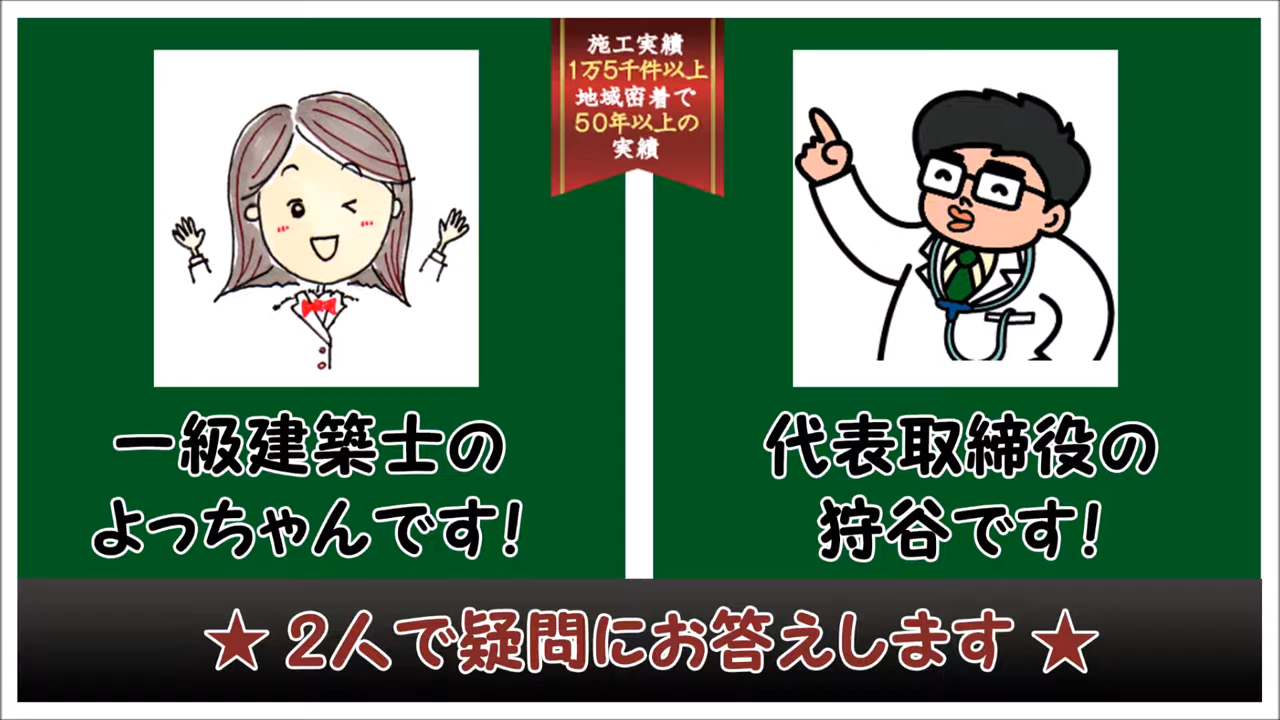 施工実績
1万5千件以上
地域密着で
50年以上の
実績
一級建築士の
よっちゃんです!
代表取締役の
狩谷です!
★ 2人で疑問にお答えします ★